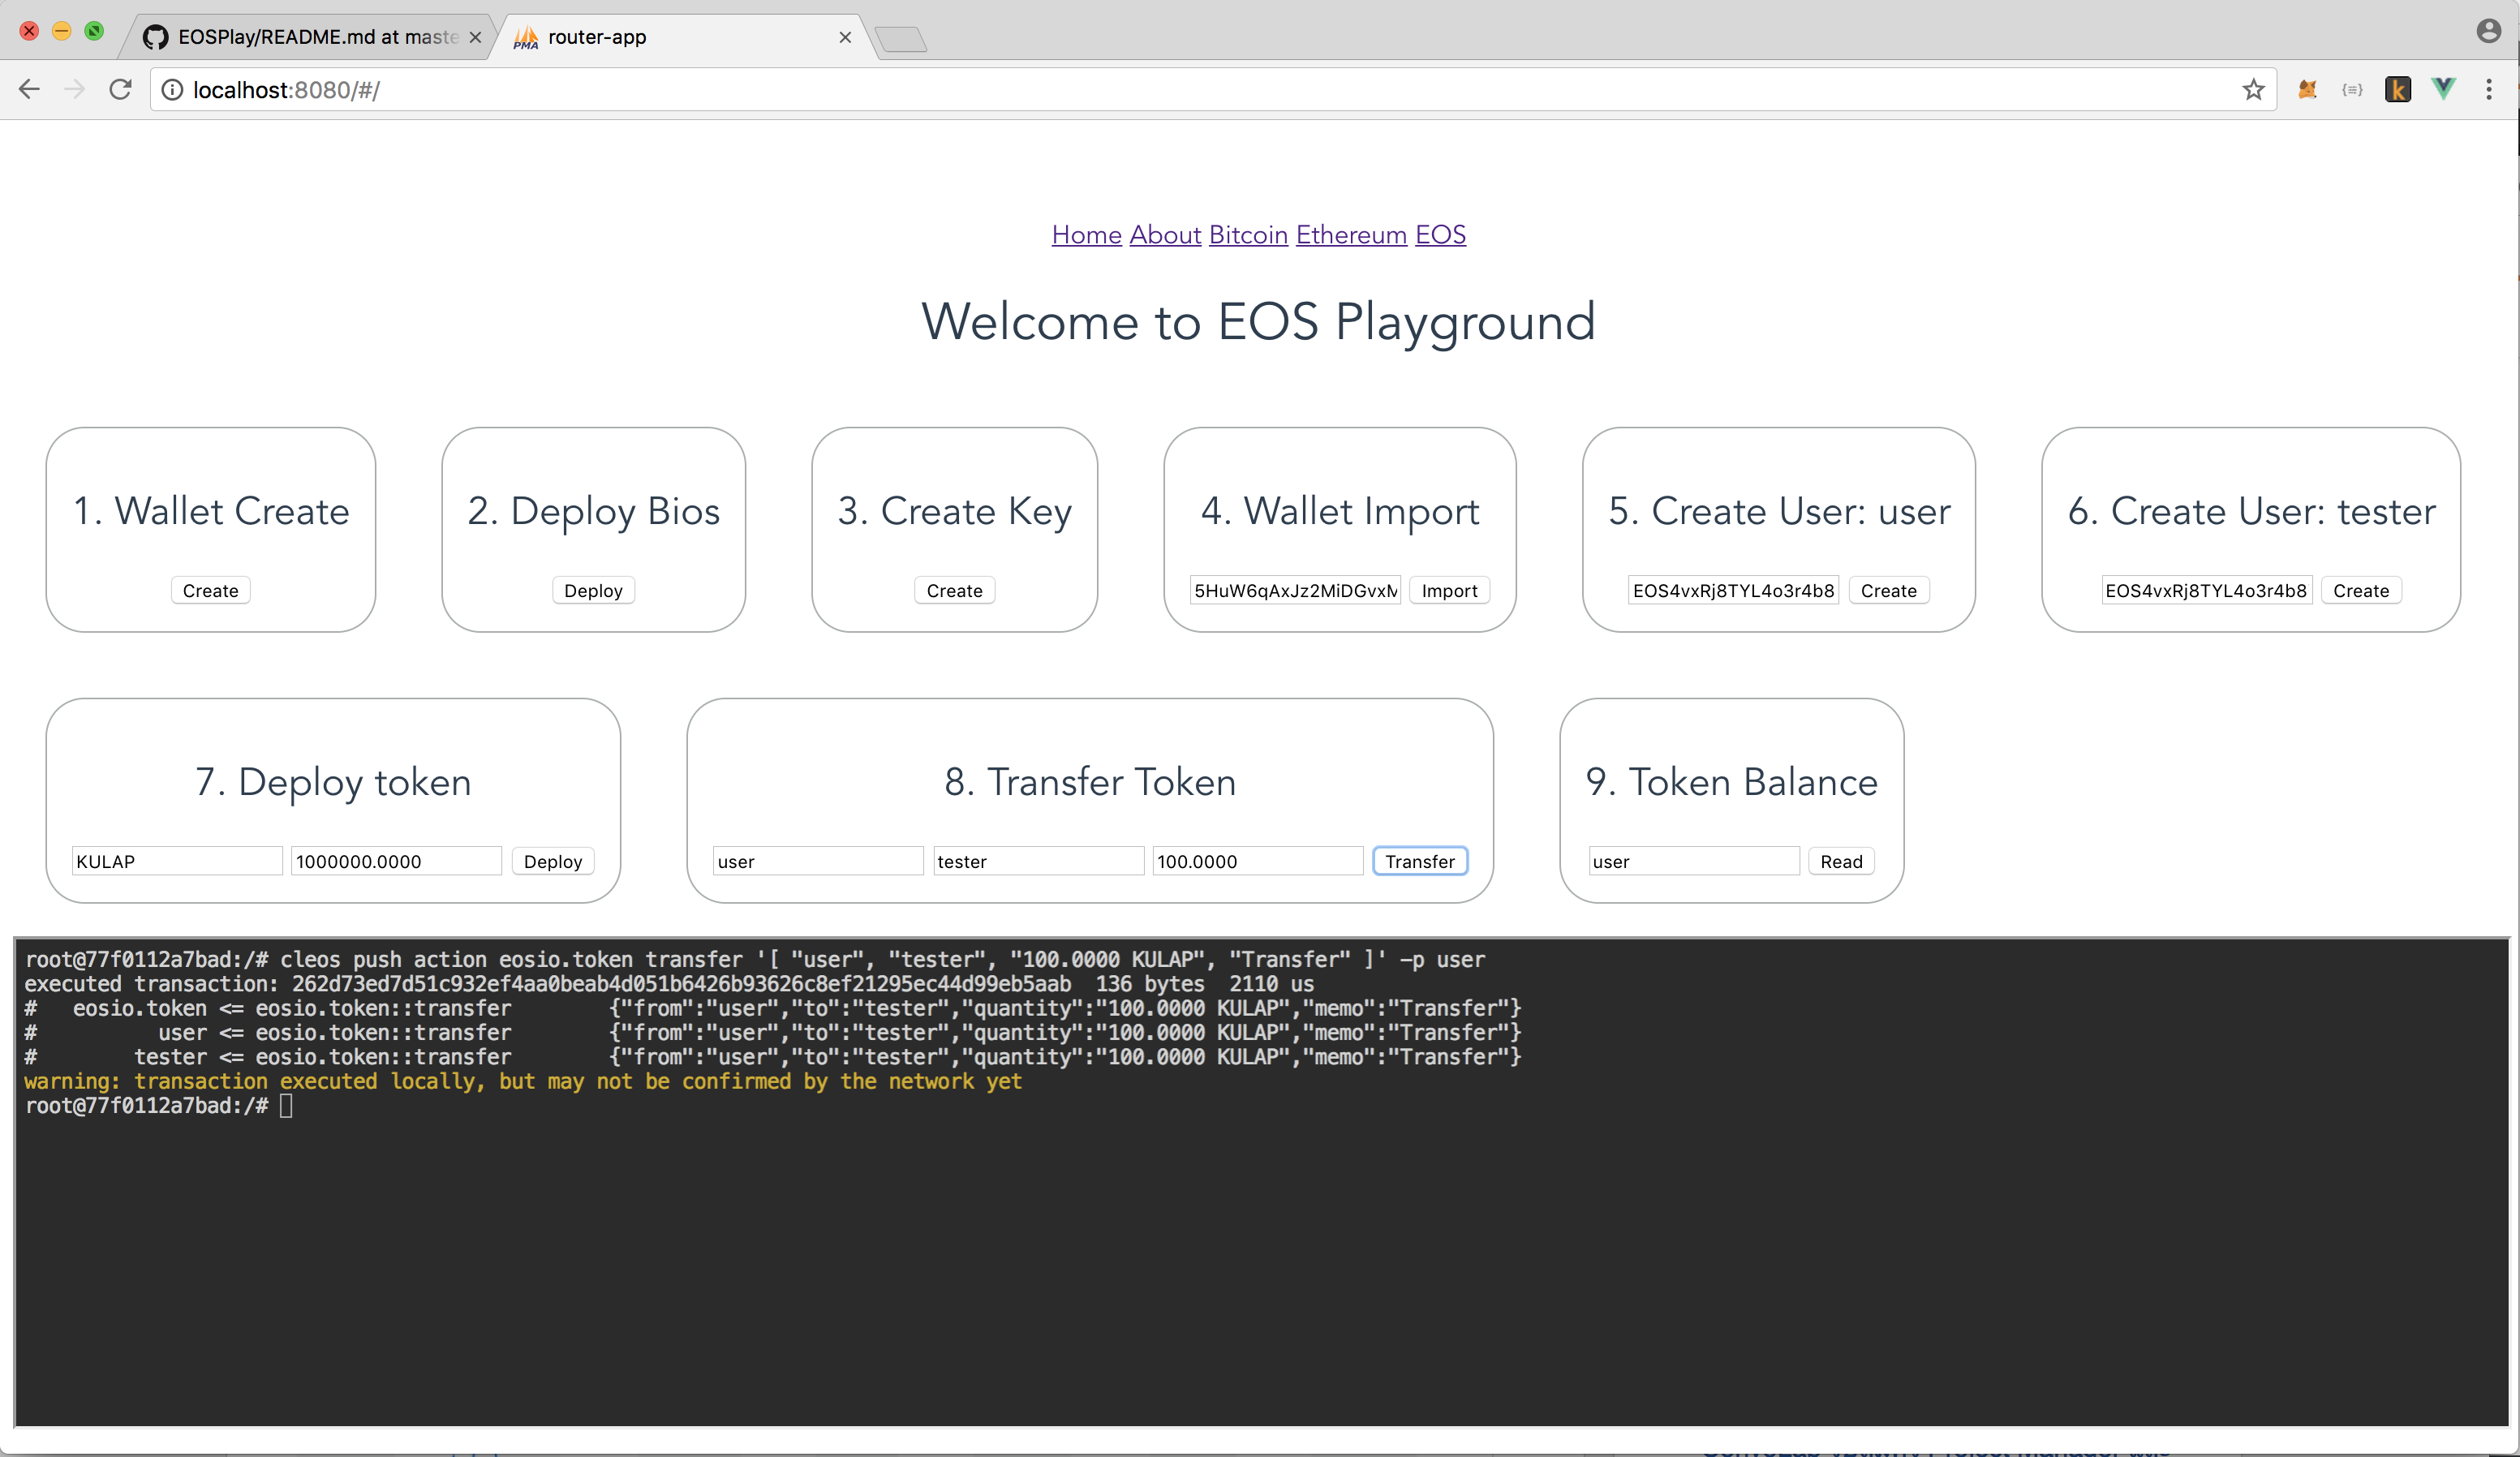 EOSPlay/README.md at maste
PMA router-app
localhost:8080/#/
Home About Bitcoin Ethereum EOS
Welcome to EOS Playground
1. Wallet Create
2. Deploy Bios
3. Create Key
4. Wallet Import
5. Create User: user
6. Create User: tester
Create
Deploy
Create
5HuW6qAxJz2MiDGvxM Import
EOS4vxRj8TYL4o3r4b8 Create
EOS4vxRj8TYL4o3r4b8 Create
7. Deploy token
8. Transfer Token
9. Token Balance
KULAP 1000000.0000 Deploy
user tester 100.0000 Transfer
user Read
root@77f0112a7bad:/# cleos push action eosio.token transfer '[ "user", "tester", "100.0000 KULAP", "Transfer" ]' -p user
executed transaction: 262d73ed7d51c932ef4aa0beab4d051b6426b93626c8ef21295ec44d99eb5aab  136 bytes  2110 us
#   eosio.token <= eosio.token::transfer        {"from":"user","to":"tester","quantity":"100.0000 KULAP","memo":"Transfer"}
#          user <= eosio.token::transfer        {"from":"user","to":"tester","quantity":"100.0000 KULAP","memo":"Transfer"}
#        tester <= eosio.token::transfer        {"from":"user","to":"tester","quantity":"100.0000 KULAP","memo":"Transfer"}
warning: transaction executed locally, but may not be confirmed by the network yet
root@77f0112a7bad:/#